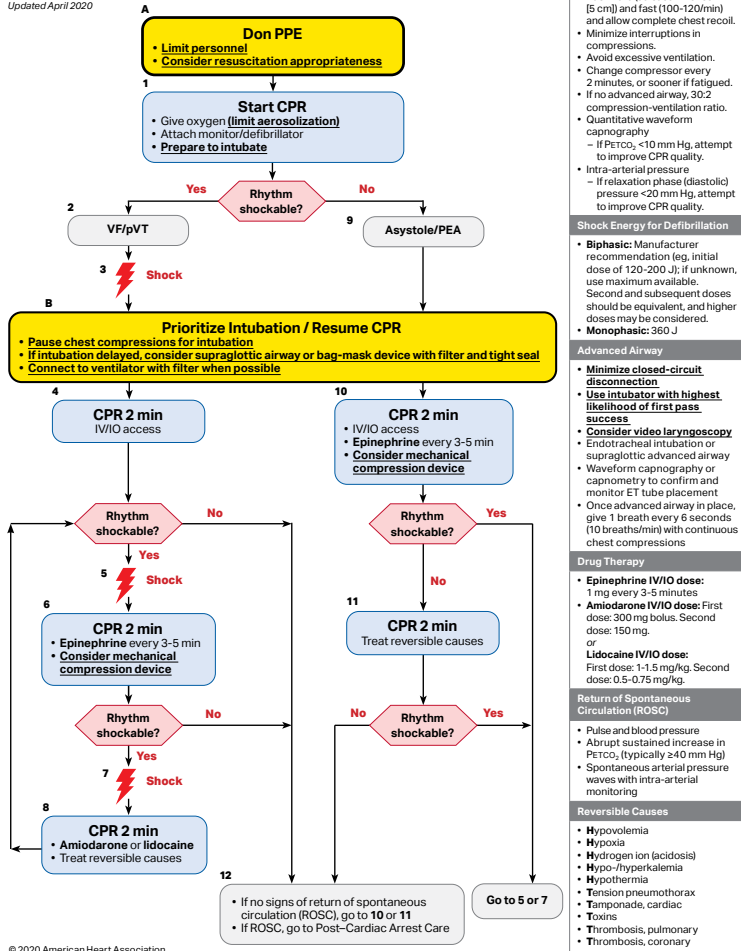 Updated April 2020
A
Don PPE
• Limit personnel
• Consider resuscitation appropriateness
1
Start CPR
• Give oxygen (limit aerosolization)
• Attach monitor/defibrillator
• Prepare to intubate
Yes
Rhythm
shockable?
No
2
VF/pVT
9
Asystole/PEA
3
Shock
B
Prioritize Intubation / Resume CPR
• Pause chest compressions for intubation
• If intubation delayed, consider supraglottic airway or bag-mask device with filter and tight seal
• Connect to ventilator with filter when possible
4
CPR 2 min
IV/IO access
10
CPR 2 min
• IV/IO access
• Epinephrine every 3-5 min
• Consider mechanical
compression device
Rhythm
shockable?
No
Yes
Rhythm
shockable?
Yes
No
5
Shock
6
CPR 2 min
• Epinephrine every 3-5 min
• Consider mechanical
compression device
11
CPR 2 min
Treat reversible causes
Rhythm
shockable?
No
Yes
No
Rhythm
shockable?
Yes
7
Shock
8
CPR 2 min
• Amiodarone or lidocaine
• Treat reversible causes
12
• If no signs of return of spontaneous
circulation (ROSC), go to 10 or 11
• If ROSC, go to Post–Cardiac Arrest Care
Go to 5 or 7
© 2020 American Heart Association
[5 cm]) and fast (100-120/min)
and allow complete chest recoil.
• Minimize interruptions in
compressions.
• Avoid excessive ventilation.
• Change compressor every
2 minutes, or sooner if fatigued.
• If no advanced airway, 30:2
compression-ventilation ratio.
• Quantitative waveform
capnography
– If PETCO₂ <10 mm Hg, attempt
to improve CPR quality.
• Intra-arterial pressure
– If relaxation phase (diastolic)
pressure <20 mm Hg, attempt
to improve CPR quality.
Shock Energy for Defibrillation
• Biphasic: Manufacturer
recommendation (eg, initial
dose of 120-200 J); if unknown,
use maximum available.
Second and subsequent doses
should be equivalent, and higher
doses may be considered.
• Monophasic: 360 J
Advanced Airway
• Minimize closed-circuit
disconnection
• Use intubator with highest
likelihood of first pass
success
• Consider video laryngoscopy
• Endotracheal intubation or
supraglottic advanced airway
• Waveform capnography or
capnometry to confirm and
monitor ET tube placement
• Once advanced airway in place,
give 1 breath every 6 seconds
(10 breaths/min) with continuous
chest compressions
Drug Therapy
• Epinephrine IV/IO dose:
1 mg every 3-5 minutes
• Amiodarone IV/IO dose: First
dose: 300 mg bolus. Second
dose: 150 mg.
or
Lidocaine IV/IO dose:
First dose: 1-1.5 mg/kg. Second
dose: 0.5-0.75 mg/kg.
Return of Spontaneous
Circulation (ROSC)
• Pulse and blood pressure
• Abrupt sustained increase in
PETCO₂ (typically ≥40 mm Hg)
• Spontaneous arterial pressure
waves with intra-arterial
monitoring
Reversible Causes
• Hypovolemia
• Hypoxia
• Hydrogen ion (acidosis)
• Hypo-/hyperkalemia
• Hypothermia
• Tension pneumothorax
• Tamponade, cardiac
• Toxins
• Thrombosis, pulmonary
• Thrombosis, coronary